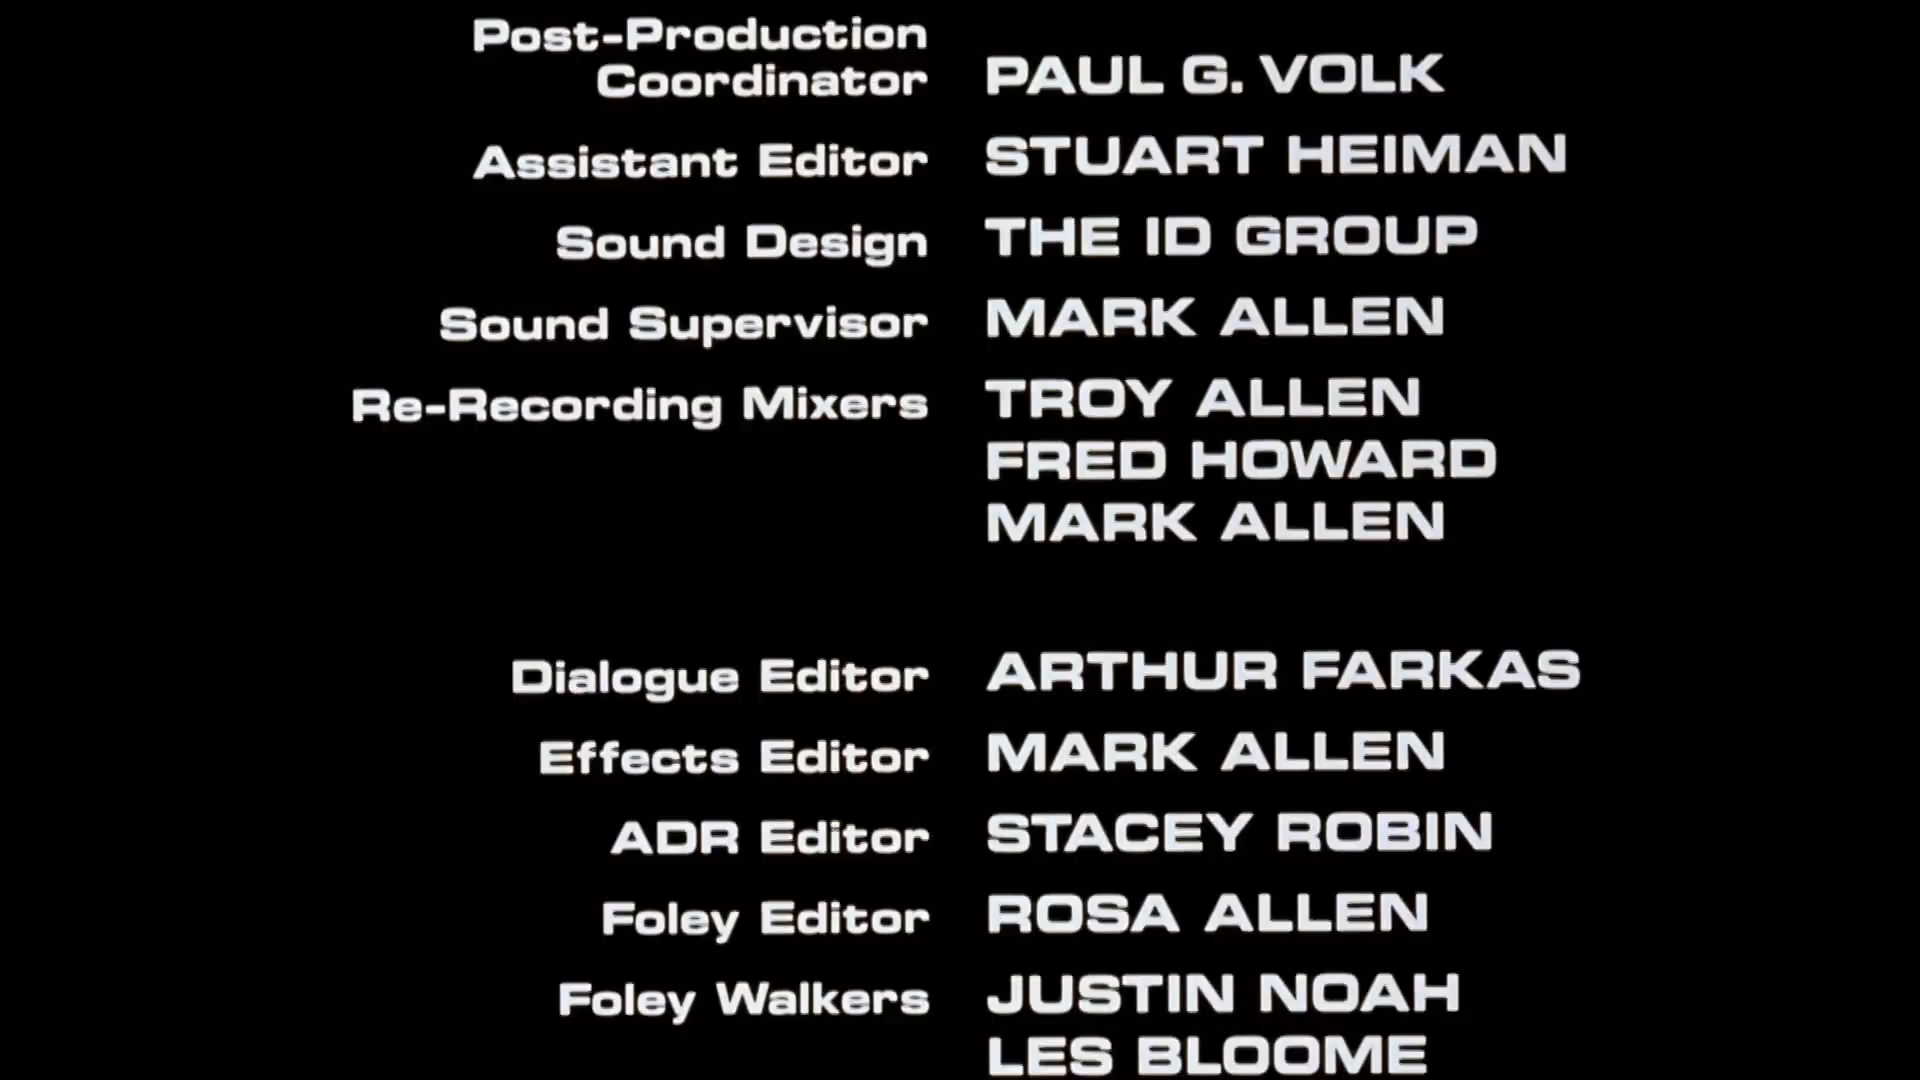 Post-Production
Coordinator PAUL G. VOLK
Assistant Editor STUART HEIMAN
Sound Design THE ID GROUP
Sound Supervisor MARK ALLEN
Re-Recording Mixers TROY ALLEN
FRED HOWARD
MARK ALLEN
Dialogue Editor ARTHUR FARKAS
Effects Editor MARK ALLEN
ADR Editor STACEY ROBIN
Foley Editor ROSA ALLEN
Foley Walkers JUSTIN NOAH
LES BLOOME